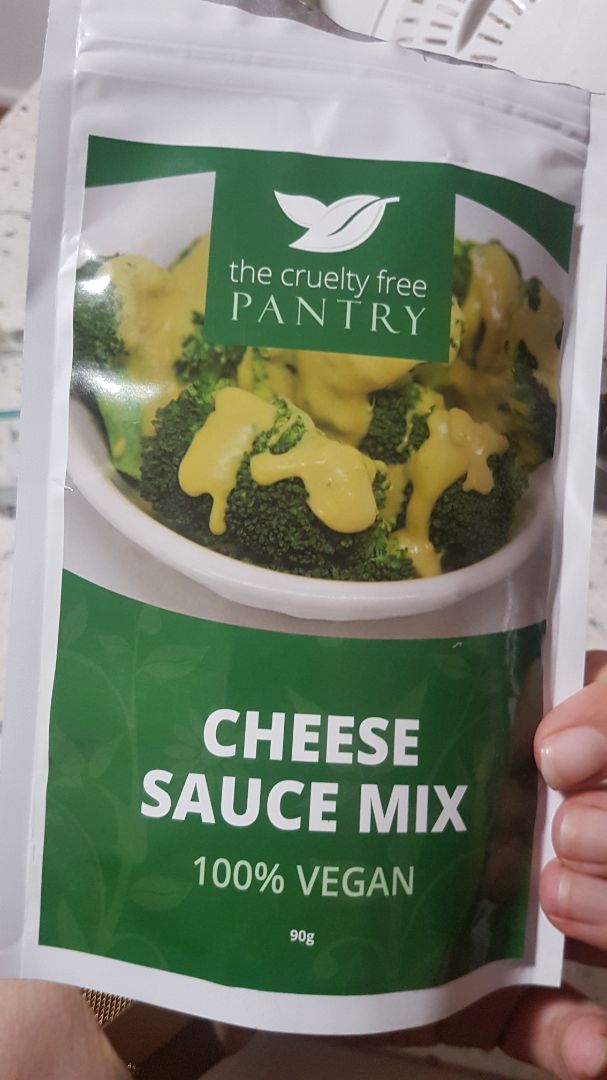 the cruelty free
PANTRY
CHEESE
SAUCE MIX
100% VEGAN
90g